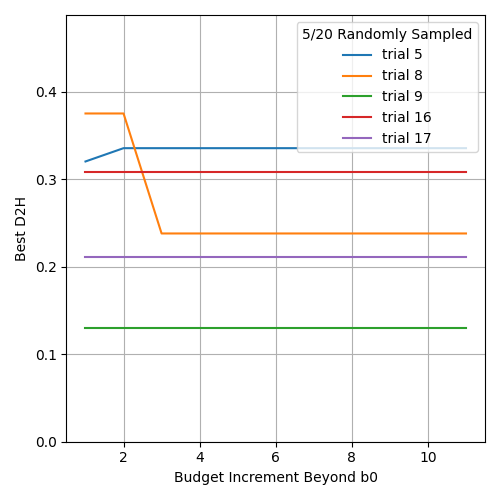 5/20 Randomly Sampled
trial 5
trial 8
trial 9
trial 16
trial 17
Best D2H
0.4
0.3
0.2
0.1
0.0
2 4 6 8 10
Budget Increment Beyond b0